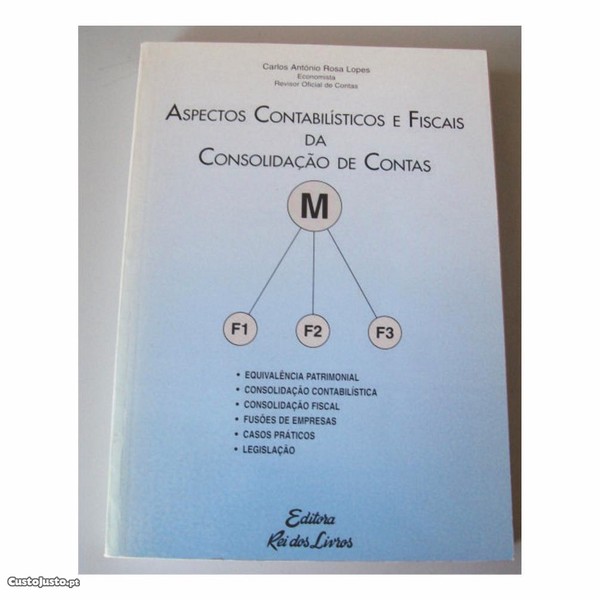 Carlos António Rosa Lopes
Economista
Revisor Oficial de Contas
ASPECTOS CONTABILÍSTICOS E FISCAIS
DA
CONSOLIDAÇÃO DE CONTAS
M
F1 F2 F3
• EQUIVALÊNCIA PATRIMONIAL
• CONSOLIDAÇÃO CONTABILÍSTICA
• CONSOLIDAÇÃO FISCAL
• FUSÕES DE EMPRESAS
• CASOS PRÁTICOS
• LEGISLAÇÃO
Editora
Rei dos Livros
CustoJusto.pt